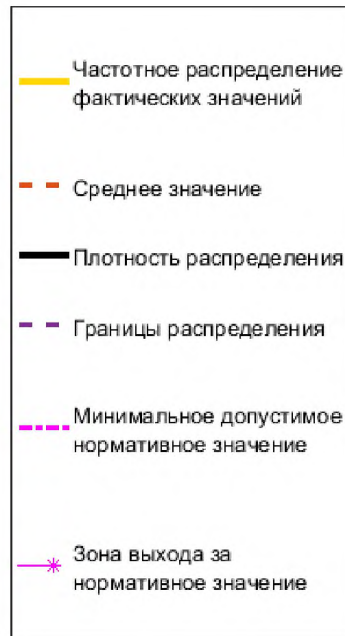 Частотное распределение
фактических значений
Среднее значение
Плотность распределения
Границы распределения
Минимальное допустимое
нормативное значение
Зона выхода за
нормативное значение